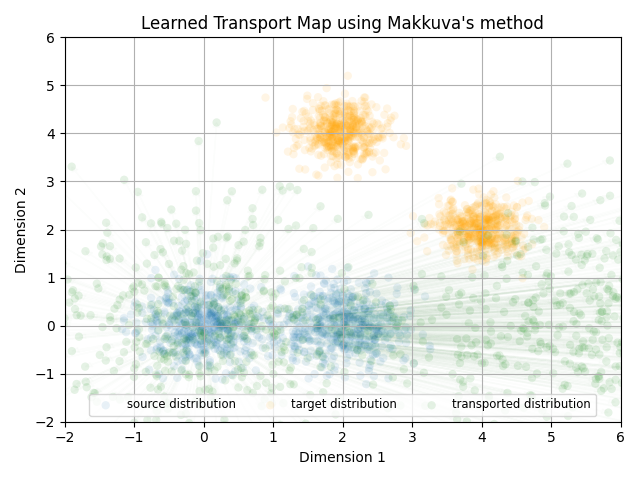 Learned Transport Map using Makkuva's method
6
5
4
3
2
1
0
−1
−2
Dimension 2
source distribution target distribution transported distribution
−2 −1 0 1 2 3 4 5 6
Dimension 1